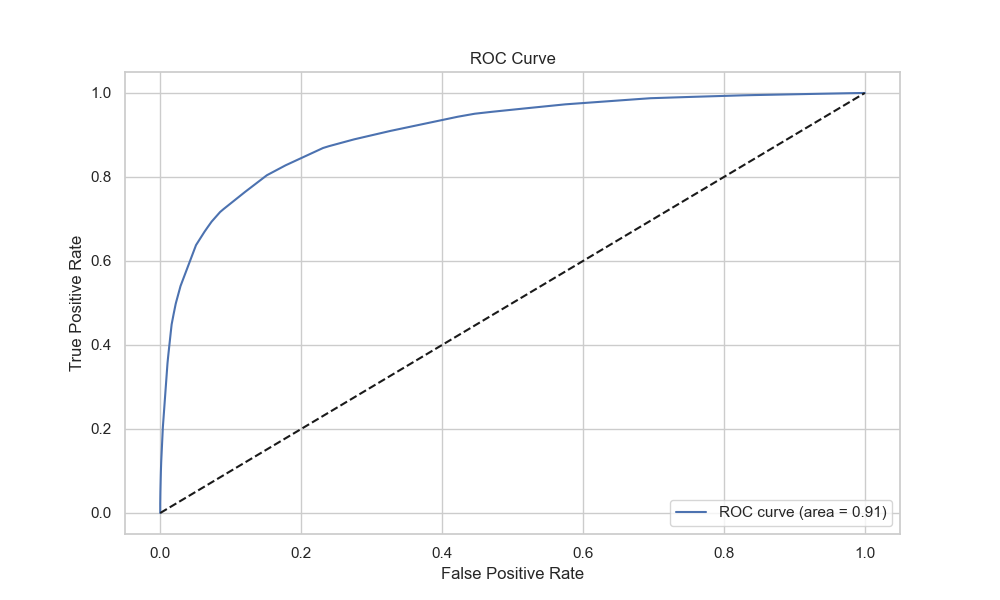 ROC Curve
1.0
0.8
0.6
0.4
0.2
0.0
True Positive Rate
ROC curve (area = 0.91)
0.0 0.2 0.4 0.6 0.8 1.0
False Positive Rate